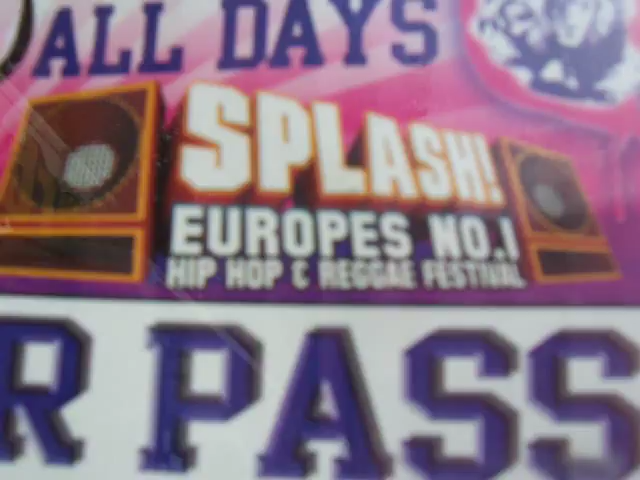 ALL DAYS
SPLASH!
EUROPES NO.1
HIP HOP & REGGAE FESTIVAL
R PASS